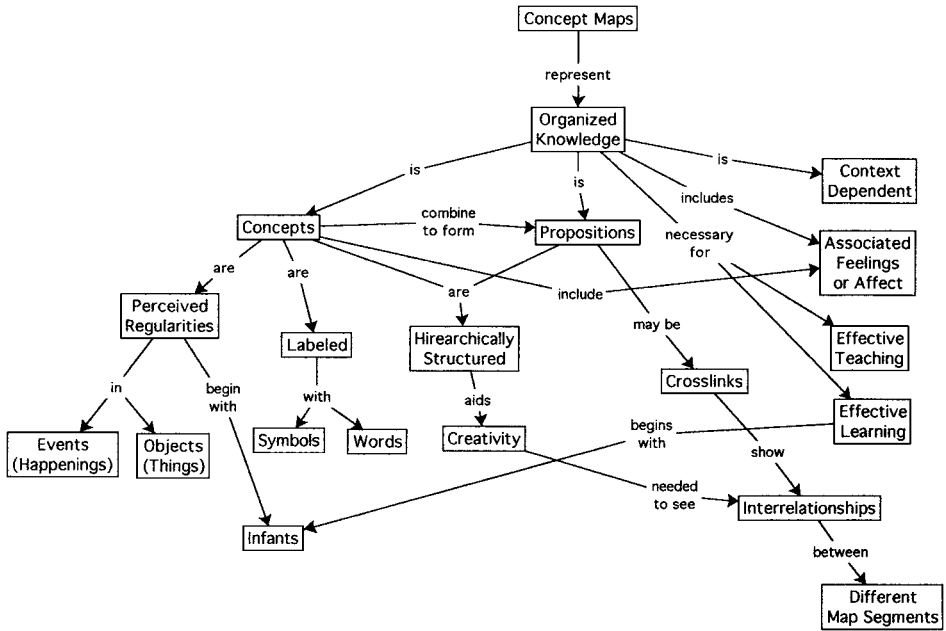 Concept Maps
represent
Organized
Knowledge
is
is
is
Context
Dependent
includes
combine
to form
Concepts
Propositions
necessary
for
Associated
Feelings
or Affect
are
are
are
include
Perceived
Regularities
may be
Labeled
Hirearchically
Structured
Effective
Teaching
Crosslinks
in
begin
with
with
aids
Effective
Learning
Events
(Happenings)
Objects
(Things)
Symbols
Words
Creativity
begins
with
show
needed
to see
Interrelationships
Infants
between
Different
Map Segments